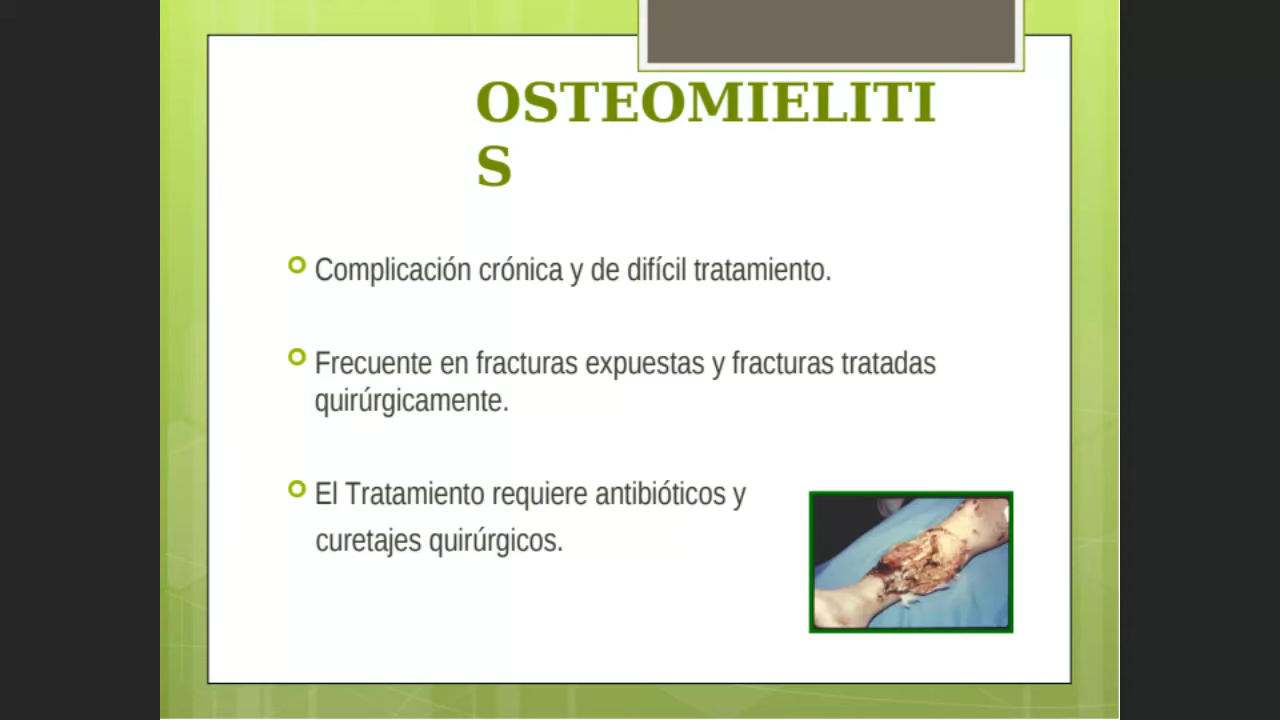 OSTEOMIELITI
S
Complicación crónica y de difícil tratamiento.
Frecuente en fracturas expuestas y fracturas tratadas
quirúrgicamente.
El Tratamiento requiere antibióticos y
curetajes quirúrgicos.